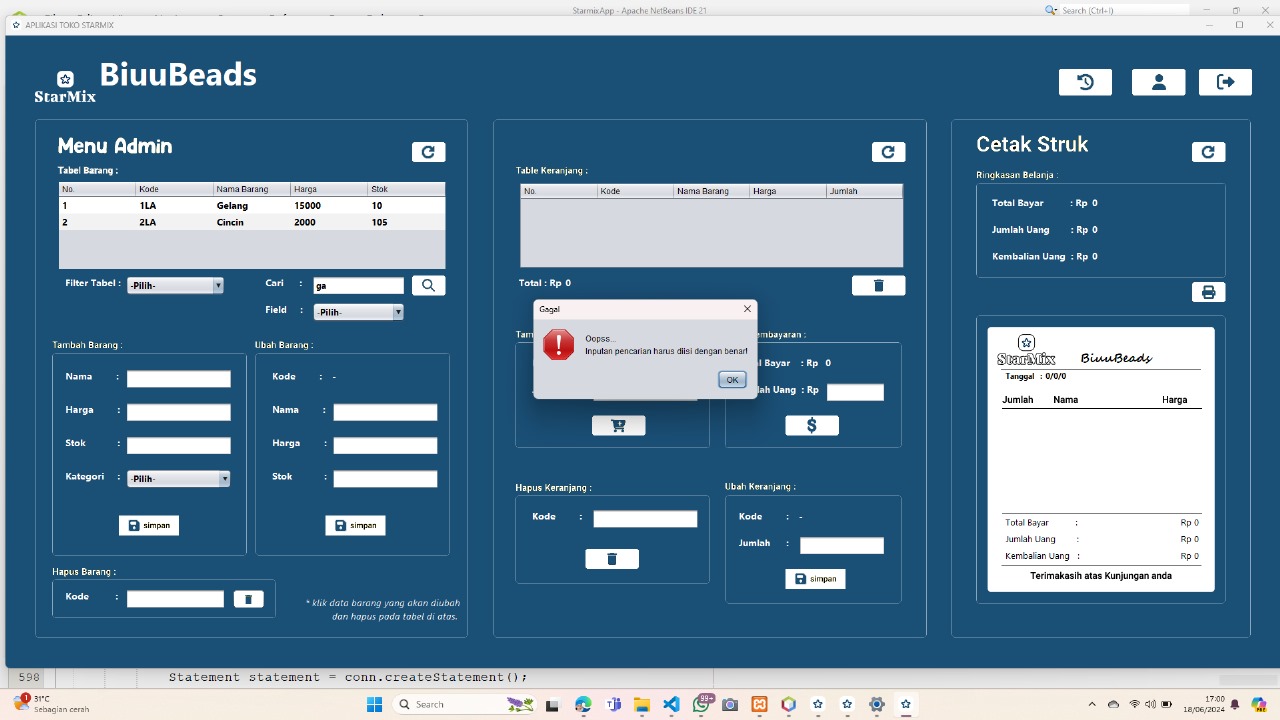 StarmixApp - Apache NetBeans IDE 21
Search (Ctrl+I)
APLIKASI TOKO STARMIX
StarMix
BiuuBeads
Menu Admin
Tabel Barang :
No. Kode Nama Barang Harga Stok
1 1LA Gelang 15000 10
2 2LA Cincin 2000 105
Filter Tabel : -Pilih-
Cari : ga
Field : -Pilih-
Tambah Barang :
Nama :
Harga :
Stok :
Kategori : -Pilih-
simpan
Ubah Barang :
Kode : -
Nama :
Harga :
Stok :
simpan
Hapus Barang :
Kode :
* klik data barang yang akan diubah
dan hapus pada tabel di atas.
Table Keranjang :
No. Kode Nama Barang Harga Jumlah
Total : Rp 0
Gagal
Oopss...
Inputan pencarian harus diisi dengan benar!
OK
Bayar : Rp 0
Uang : Rp
Hapus Keranjang :
Kode :
Ubah Keranjang :
Kode : -
Jumlah :
simpan
Cetak Struk
Ringkasan Belanja :
Total Bayar : Rp 0
Jumlah Uang : Rp 0
Kembalian Uang : Rp 0
StarMix
BiuuBeads
Tanggal : 0/0/0
Jumlah Nama Harga
Total Bayar : Rp 0
Jumlah Uang : Rp 0
Kembalian Uang : Rp 0
Terimakasih atas Kunjungan anda
598 Statement statement = conn.createStatement();
1
31°C
Sebagian cerah
Search
99+
17:00
18/06/2024